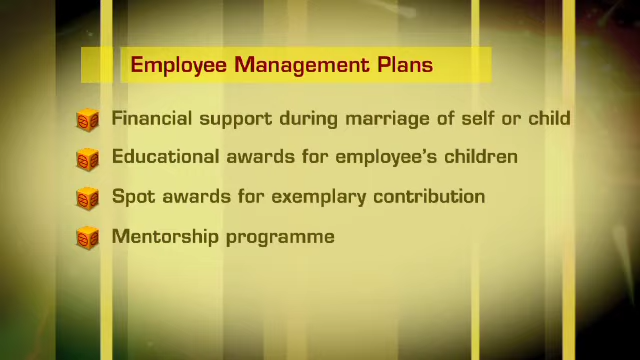 Employee Management Plans
Financial support during marriage of self or child
Educational awards for employee's children
Spot awards for exemplary contribution
Mentorship programme